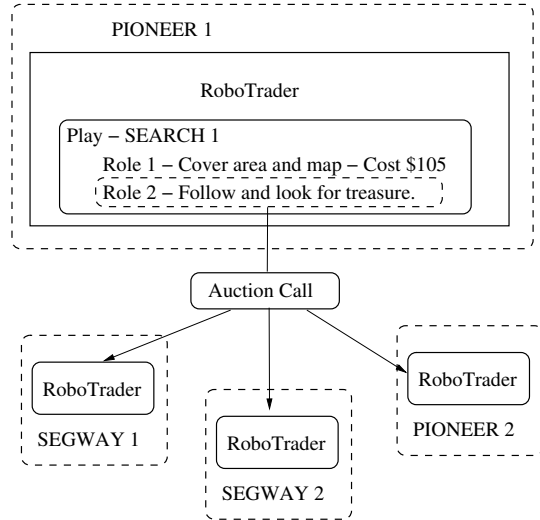 PIONEER 1
RoboTrader
Play – SEARCH 1
Role 1 – Cover area and map – Cost $105
Role 2 – Follow and look for treasure.
Auction Call
RoboTrader
SEGWAY 1
RoboTrader
SEGWAY 2
RoboTrader
PIONEER 2